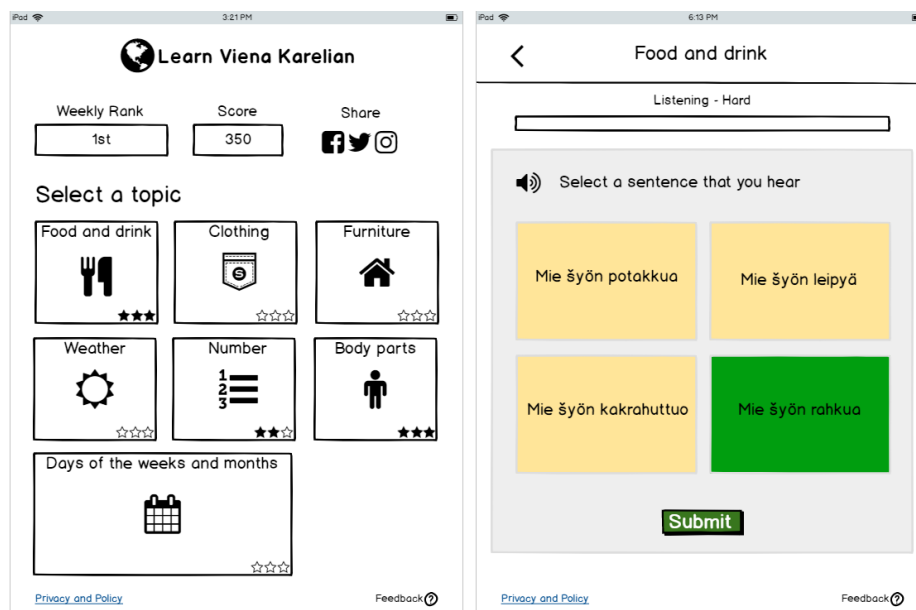 iPad 3:21 PM
Learn Viena Karelian
Weekly Rank Score Share
1st 350
Select a topic
Food and drink Clothing Furniture
S
Weather Number Body parts
1
2
3
Days of the weeks and months
Privacy and Policy Feedback ?
iPad 6:13 PM
Food and drink
Listening - Hard
Select a sentence that you hear
Mie šyön potakkua Mie šyön leipyä
Mie šyön kakrahuttuo Mie šyön rahkua
Submit
Privacy and Policy Feedback ?